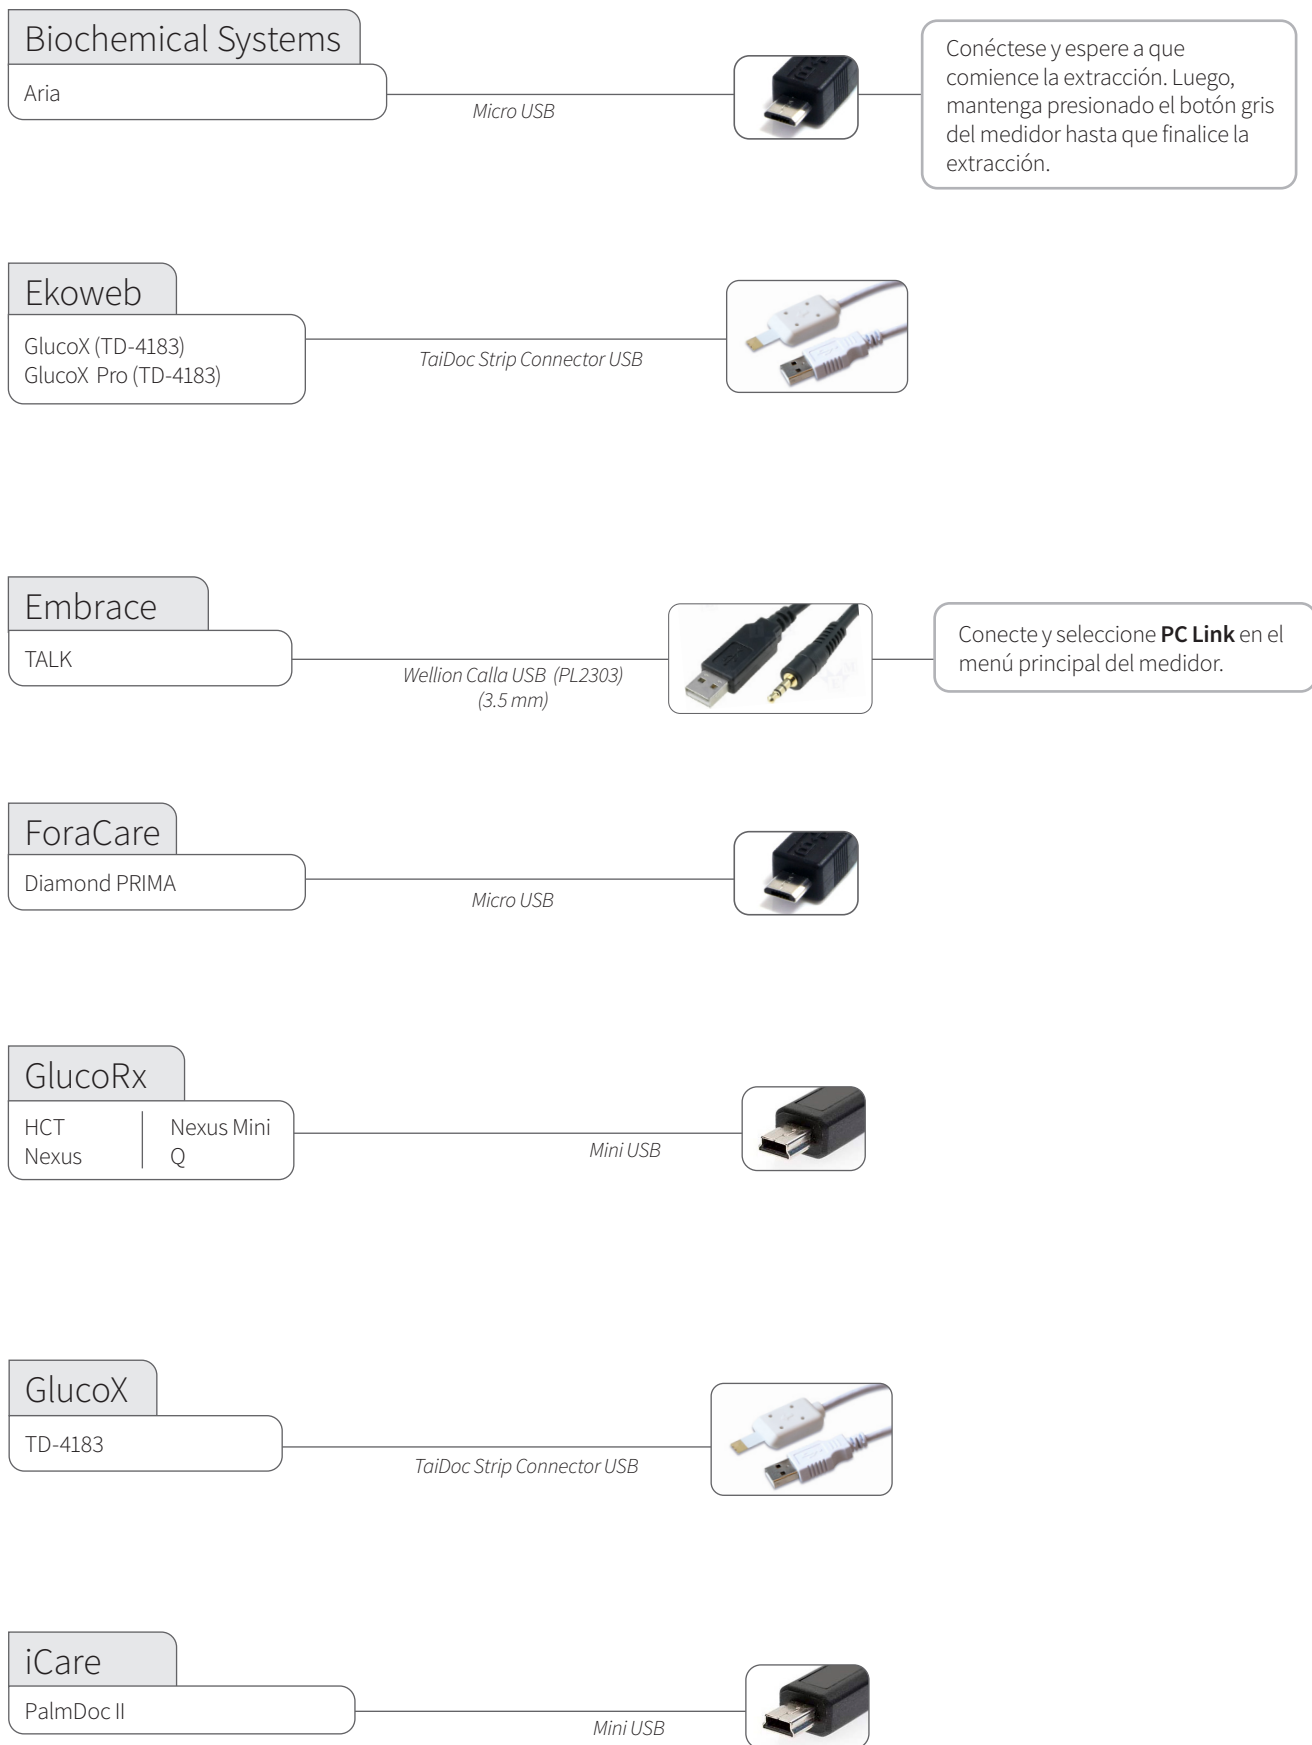 Biochemical Systems
Aria
Micro USB
Conéctese y espere a que
comience la extracción. Luego,
mantenga presionado el botón gris
del medidor hasta que finalice la
extracción.
Ekoweb
GlucoX (TD-4183)
GlucoX Pro (TD-4183)
TaiDoc Strip Connector USB
Embrace
TALK
Wellion Calla USB (PL2303)
(3.5 mm)
Conecte y seleccione PC Link en el
menú principal del medidor.
ForaCare
Diamond PRIMA
Micro USB
GlucoRx
HCT
Nexus
Nexus Mini
Q
Mini USB
GlucoX
TD-4183
TaiDoc Strip Connector USB
iCare
PalmDoc II
Mini USB